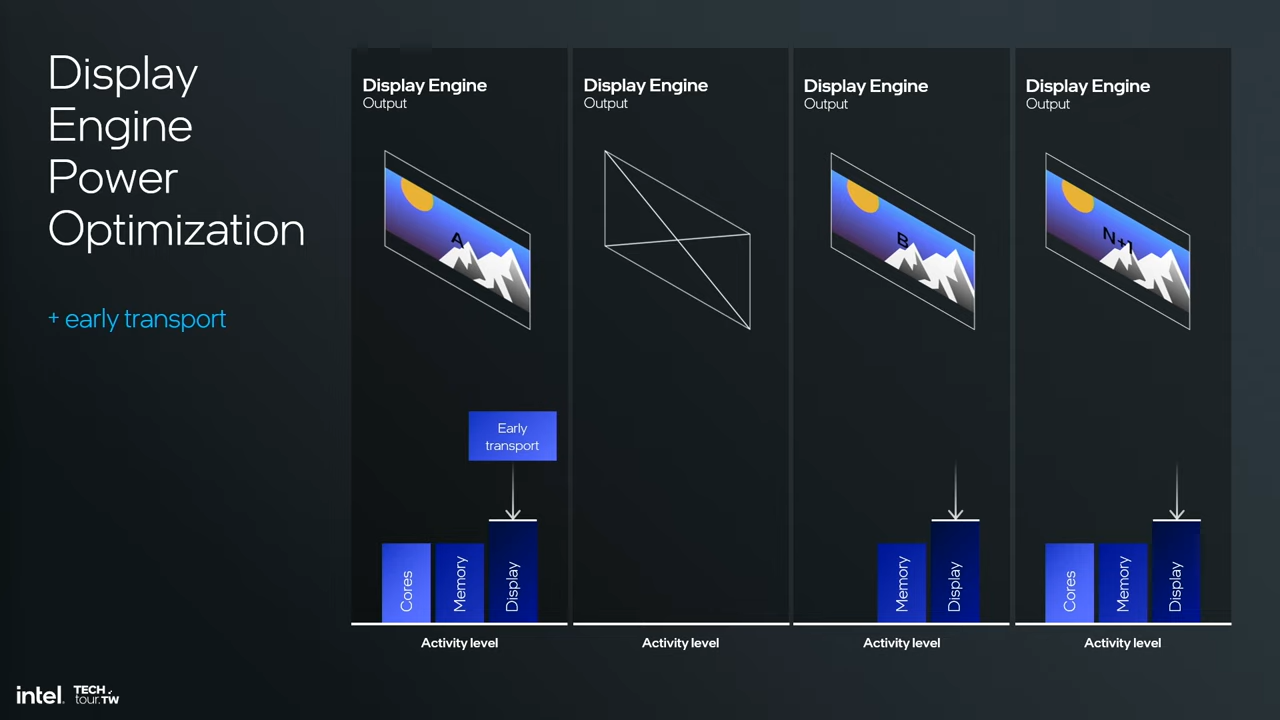 Display
Engine
Power
Optimization
+ early transport
Display Engine
Output
A
Early
transport
Cores
Memory
Display
Activity level
Display Engine
Output
Activity level
Display Engine
Output
B
Memory
Display
Activity level
Display Engine
Output
N+1
Cores
Memory
Display
Activity level
intel.
TECH
tour.TW